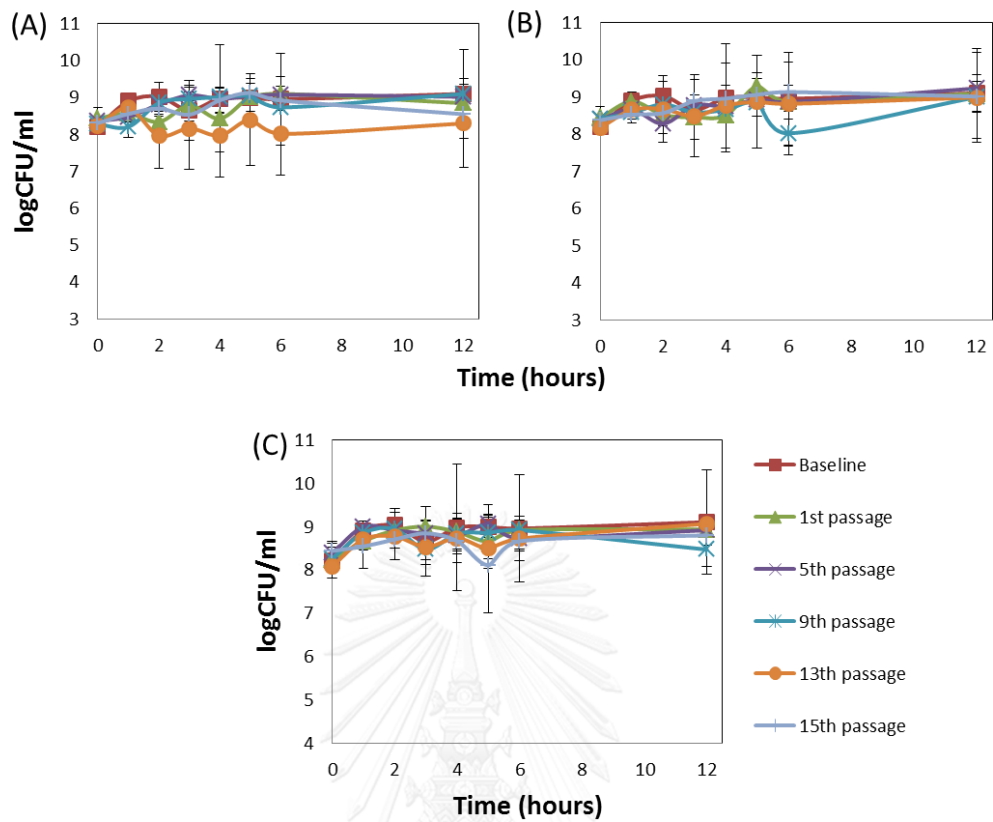 (A)
11
10
9
8
7
6
5
4
3
logCFU/ml
0 2 4 6 8 10 12
(B)
11
10
9
8
7
6
5
4
3
0 2 4 6 8 10 12
Time (hours)
(C)
11
10
9
8
7
6
5
4
logCFU/ml
0 2 4 6 8 10 12
Time (hours)
Baseline
1st passage
5th passage
9th passage
13th passage
15th passage